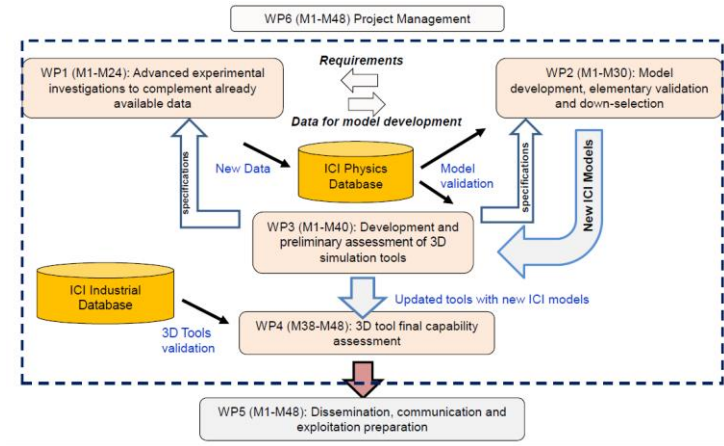 WP6 (M1-M48) Project Management
WP1 (M1-M24): Advanced experimental
investigations to complement already
available data
Requirements
Data for model development
WP2 (M1-M30): Model
development, elementary validation
and down-selection
specifications
New Data
ICI Physics
Database
Model
validation
specifications
New ICI Models
WP3 (M1-M40): Development and
preliminary assessment of 3D
simulation tools
ICI Industrial
Database
Updated tools with new ICI models
3D Tools
validation
WP4 (M38-M48): 3D tool final capability
assessment
WP5 (M1-M48): Dissemination, communication and
exploitation preparation